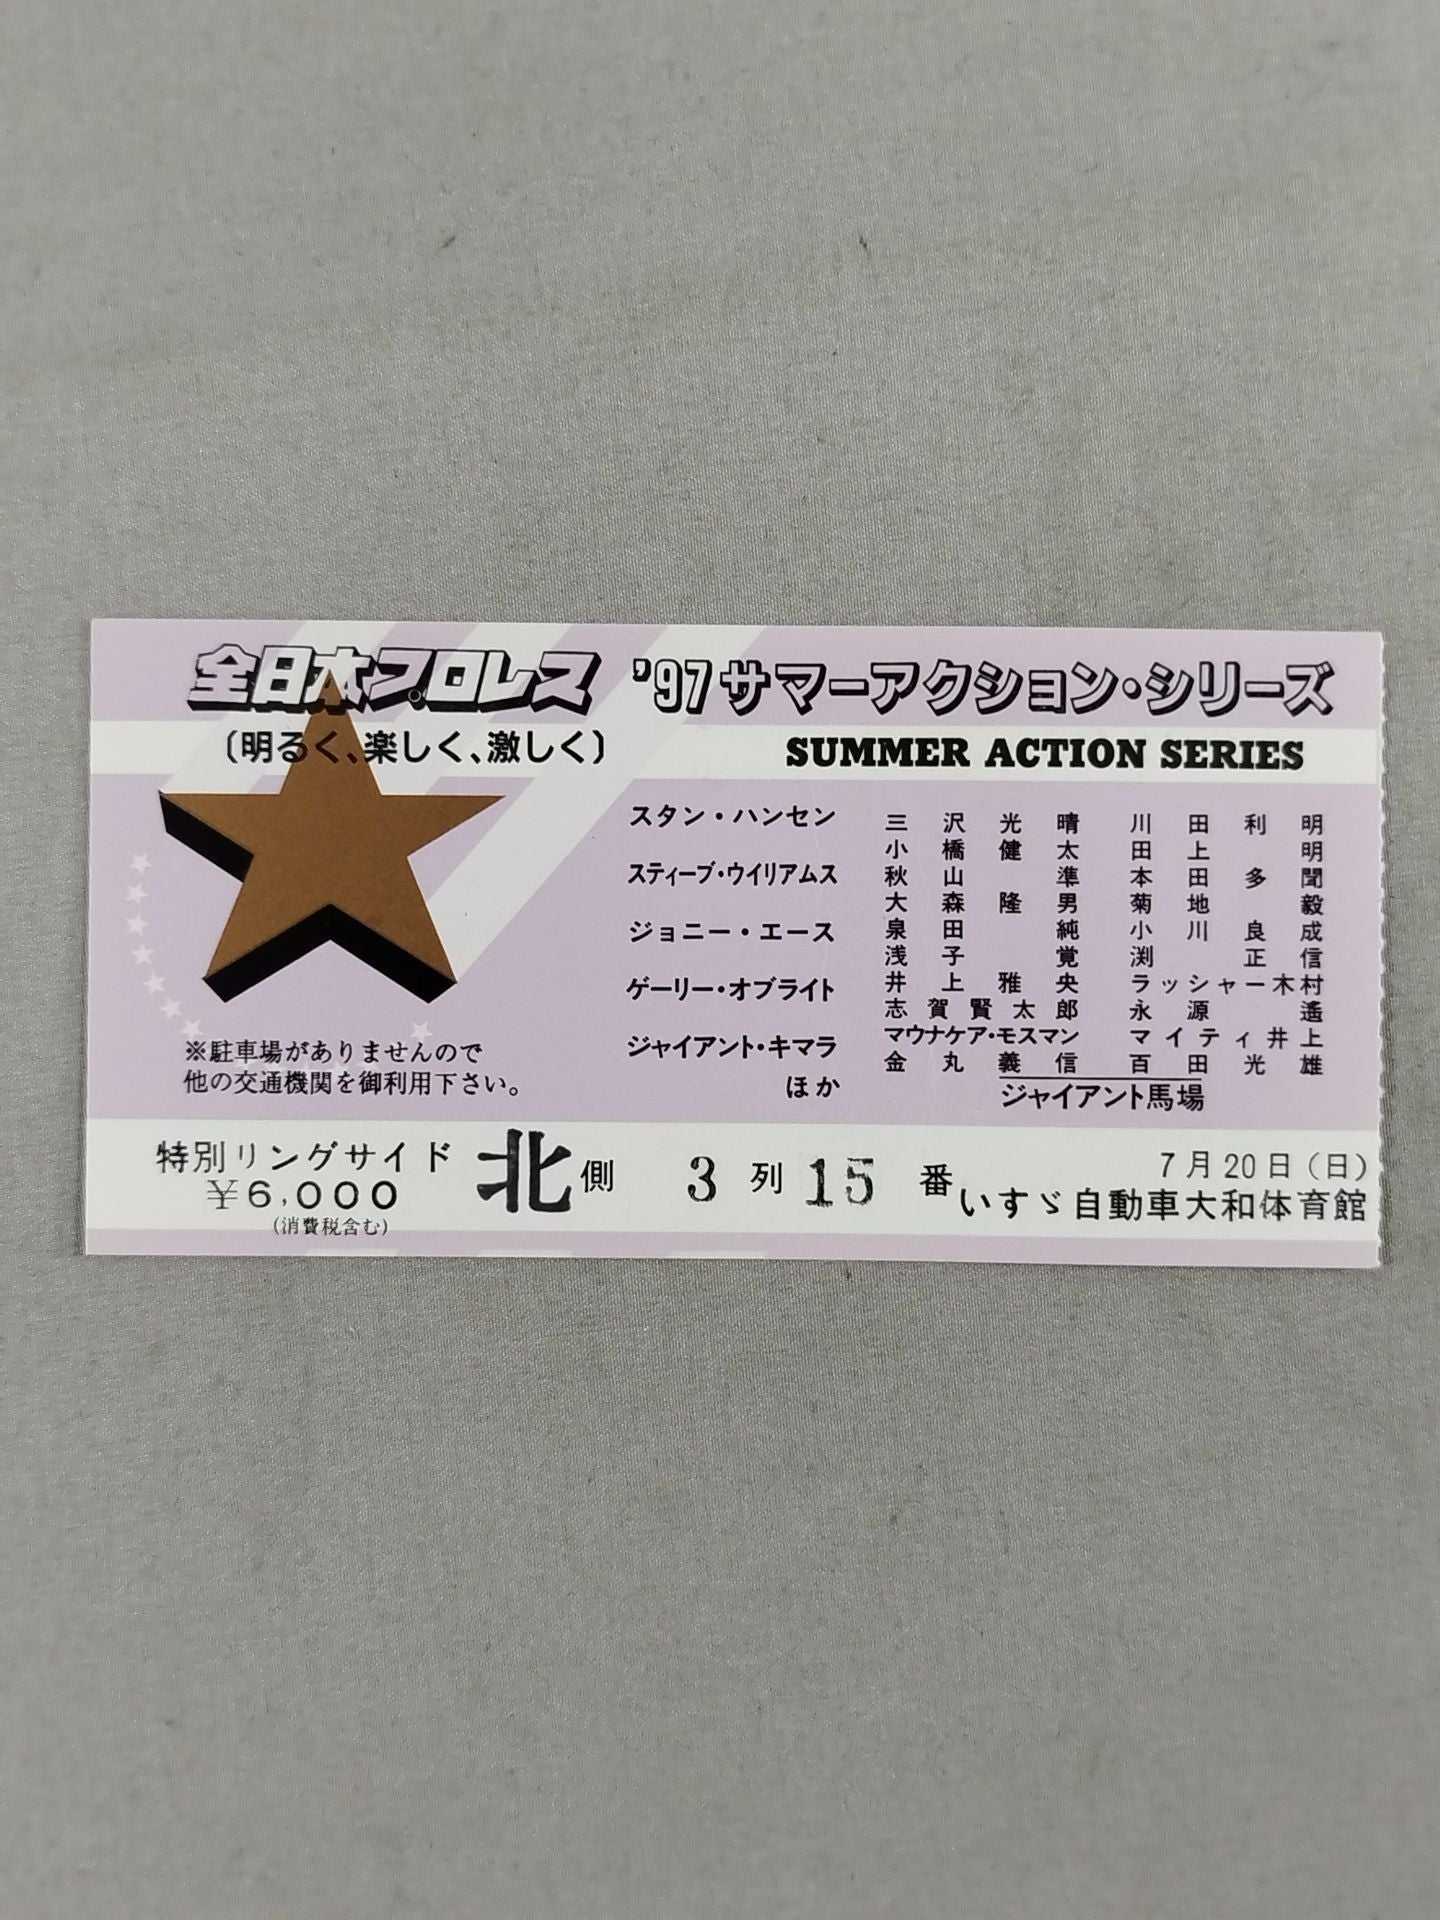 全日本プロレス '97サマーアクション・シリーズ
〔明るく、楽しく、激しく〕 SUMMER ACTION SERIES
スタン・ハンセン
スティーブ・ウイリアムス
ジョニー・エース
ゲーリー・オブライト
ジャイアント・キマラ
ほか
三沢光晴 川田利明
小橋健太 田上明
秋山準 本田多聞
大森隆男 菊地毅
泉田純 小川良成
浅子覚 渕正信
井上雅央 ラッシャー木村
志賀賢太郎 永源遙
マウナケア・モスマン マイティ井上
金丸義信 百田光雄
ジャイアント馬場
※駐車場がありませんので
他の交通機関を御利用下さい。
特別リングサイド
¥6,000
(消費税含む)
北側 3列15番
7月20日(日)
いすゞ自動車大和体育館